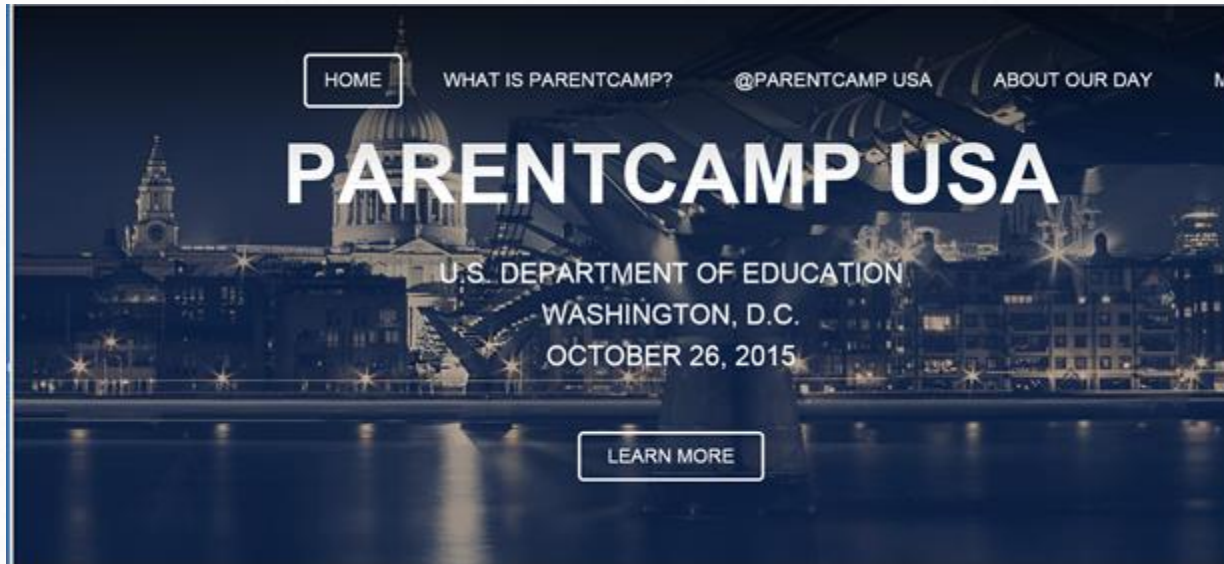 HOME WHAT IS PARENTCAMP? @PARENTCAMP USA ABOUT OUR DAY M
PARENTCAMP USA
U.S. DEPARTMENT OF EDUCATION
WASHINGTON, D.C.
OCTOBER 26, 2015
LEARN MORE